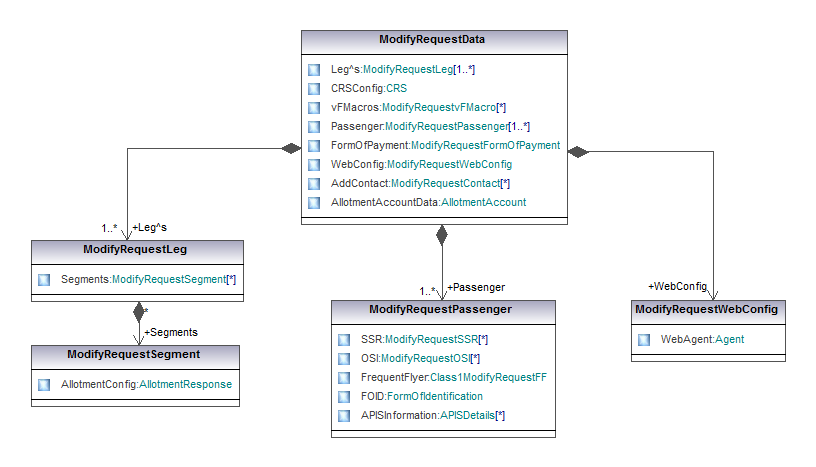 ModifyRequestData
Leg^s:ModifyRequestLeg[1..*]
CRSConfig:CRS
vFMacros:ModifyRequestvFMacro[*]
Passenger:ModifyRequestPassenger[1..*]
FormOfPayment:ModifyRequestFormOfPayment
WebConfig:ModifyRequestWebConfig
AddContact:ModifyRequestContact[*]
AllotmentAccountData:AllotmentAccount
1..* +Leg^s
ModifyRequestLeg
Segments:ModifyRequestSegment[*]
*
+Segments
ModifyRequestSegment
AllotmentConfig:AllotmentResponse
1..* +Passenger
ModifyRequestPassenger
SSR:ModifyRequestSSR[*]
OSI:ModifyRequestOSI[*]
FrequentFlyer:Class1ModifyRequestFF
FOID:FormOfIdentification
APISInformation:APISDetails[*]
+WebConfig
ModifyRequestWebConfig
WebAgent:Agent